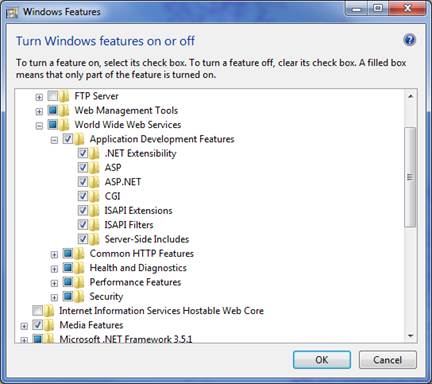 Windows Features
Turn Windows features on or off
To turn a feature on, select its check box. To turn a feature off, clear its check box. A filled box
means that only part of the feature is turned on.
FTP Server
Web Management Tools
World Wide Web Services
Application Development Features
.NET Extensibility
ASP
ASP.NET
CGI
ISAPI Extensions
ISAPI Filters
Server-Side Includes
Common HTTP Features
Health and Diagnostics
Performance Features
Security
Internet Information Services Hostable Web Core
Media Features
Microsoft .NET Framework 3.5.1
OK
Cancel